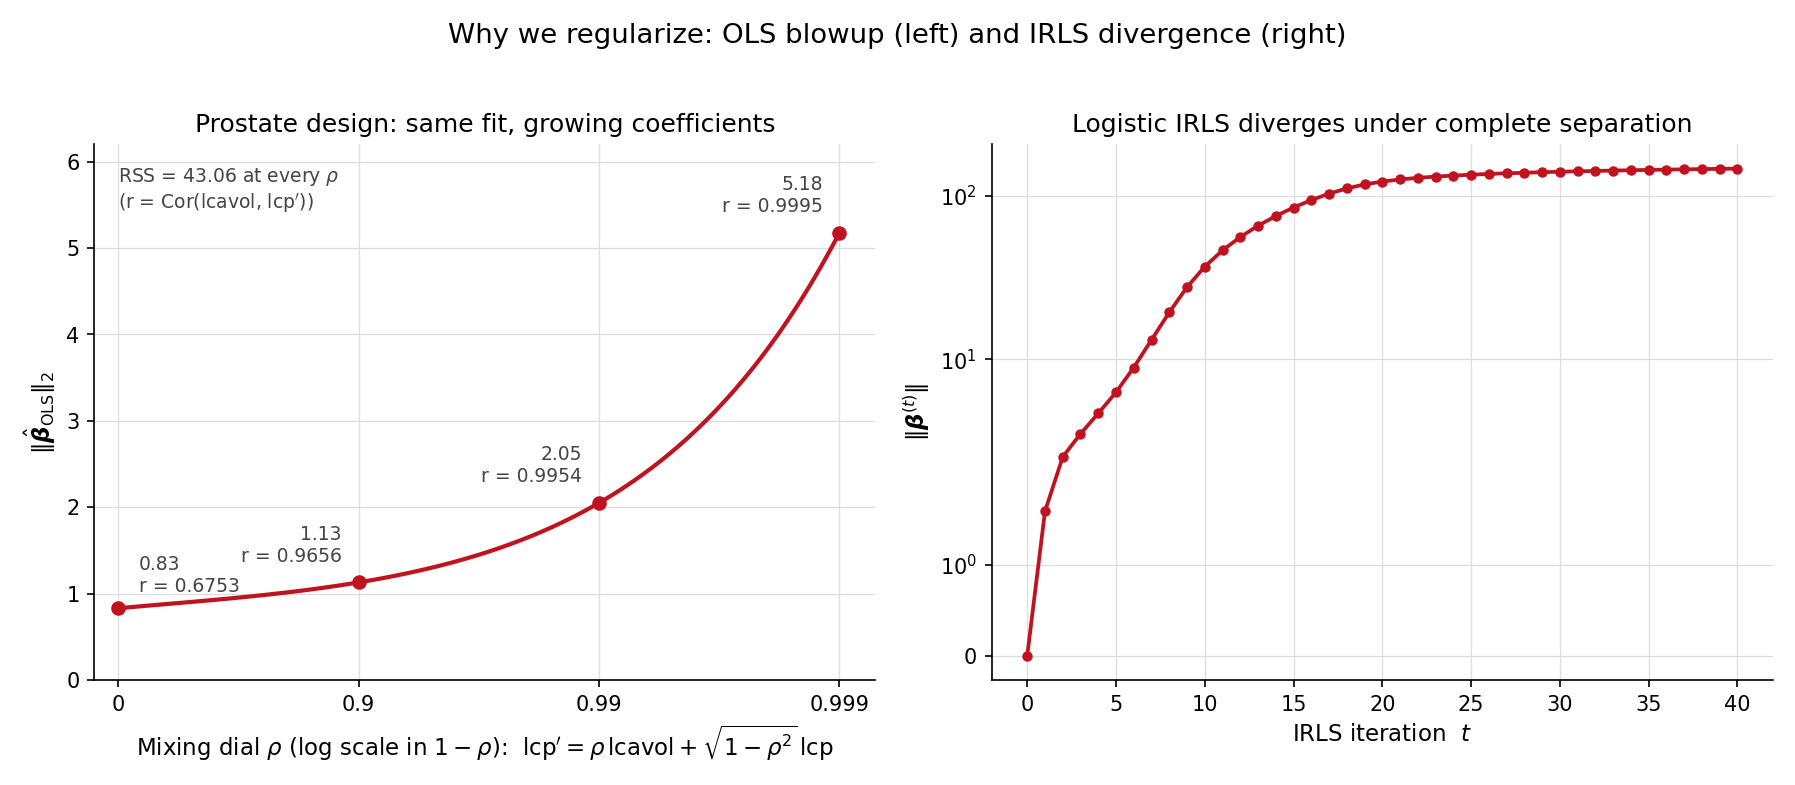 Why we regularize: OLS blowup (left) and IRLS divergence (right)
Prostate design: same fit, growing coefficients
RSS = 43.06 at every ρ
(r = Cor(lcavol, lcp′))
5.18
r = 0.9995
2.05
r = 0.9954
1.13
r = 0.9656
0.83
r = 0.6753
6
5
4
3
2
1
0
‖β̂_OLS‖₂
0 0.9 0.99 0.999
Mixing dial ρ (log scale in 1 − ρ): lcp′ = ρ lcavol + √(1 − ρ²) lcp
Logistic IRLS diverges under complete separation
10²
10¹
10⁰
0
‖β⁽ᵗ⁾‖
0 5 10 15 20 25 30 35 40
IRLS iteration t